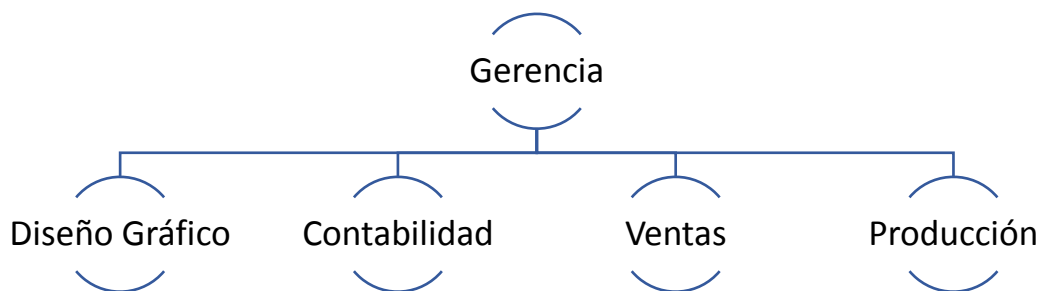 Gerencia
Diseño Gráfico
Contabilidad
Ventas
Producción